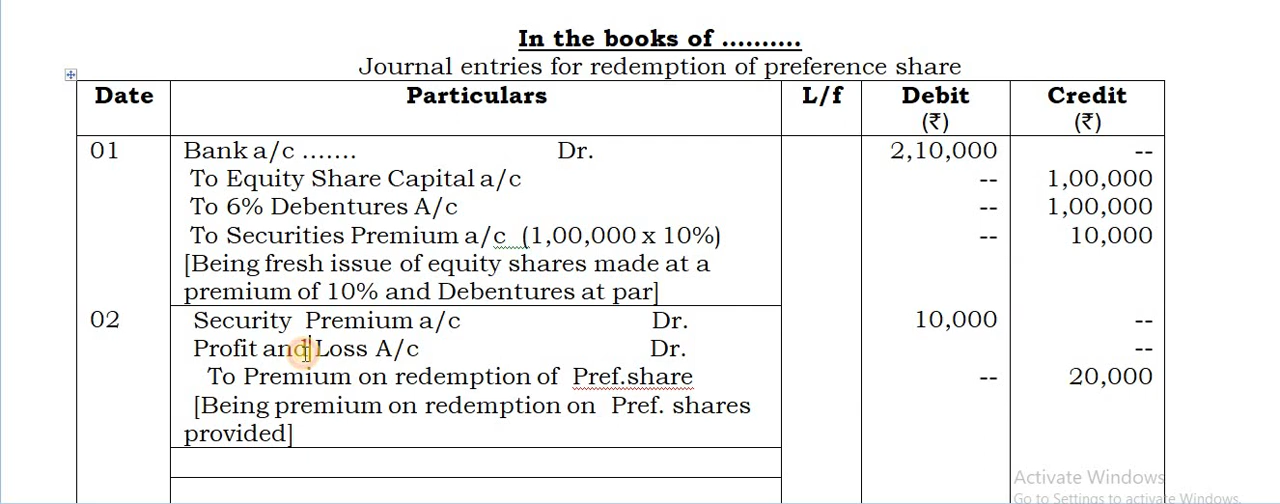 In the books of ..........
Journal entries for redemption of preference share
Date Particulars L/f Debit Credit
(₹) (₹)
01 Bank a/c ....... Dr. 2,10,000 --
To Equity Share Capital a/c -- 1,00,000
To 6% Debentures A/c -- 1,00,000
To Securities Premium a/c (1,00,000 x 10%) -- 10,000
[Being fresh issue of equity shares made at a
premium of 10% and Debentures at par]
02 Security Premium a/c Dr. 10,000 --
Profit and Loss A/c Dr. --
To Premium on redemption of Pref.share -- 20,000
[Being premium on redemption on Pref. shares
provided]
Activate Windows
Go to Settings to activate Windows.